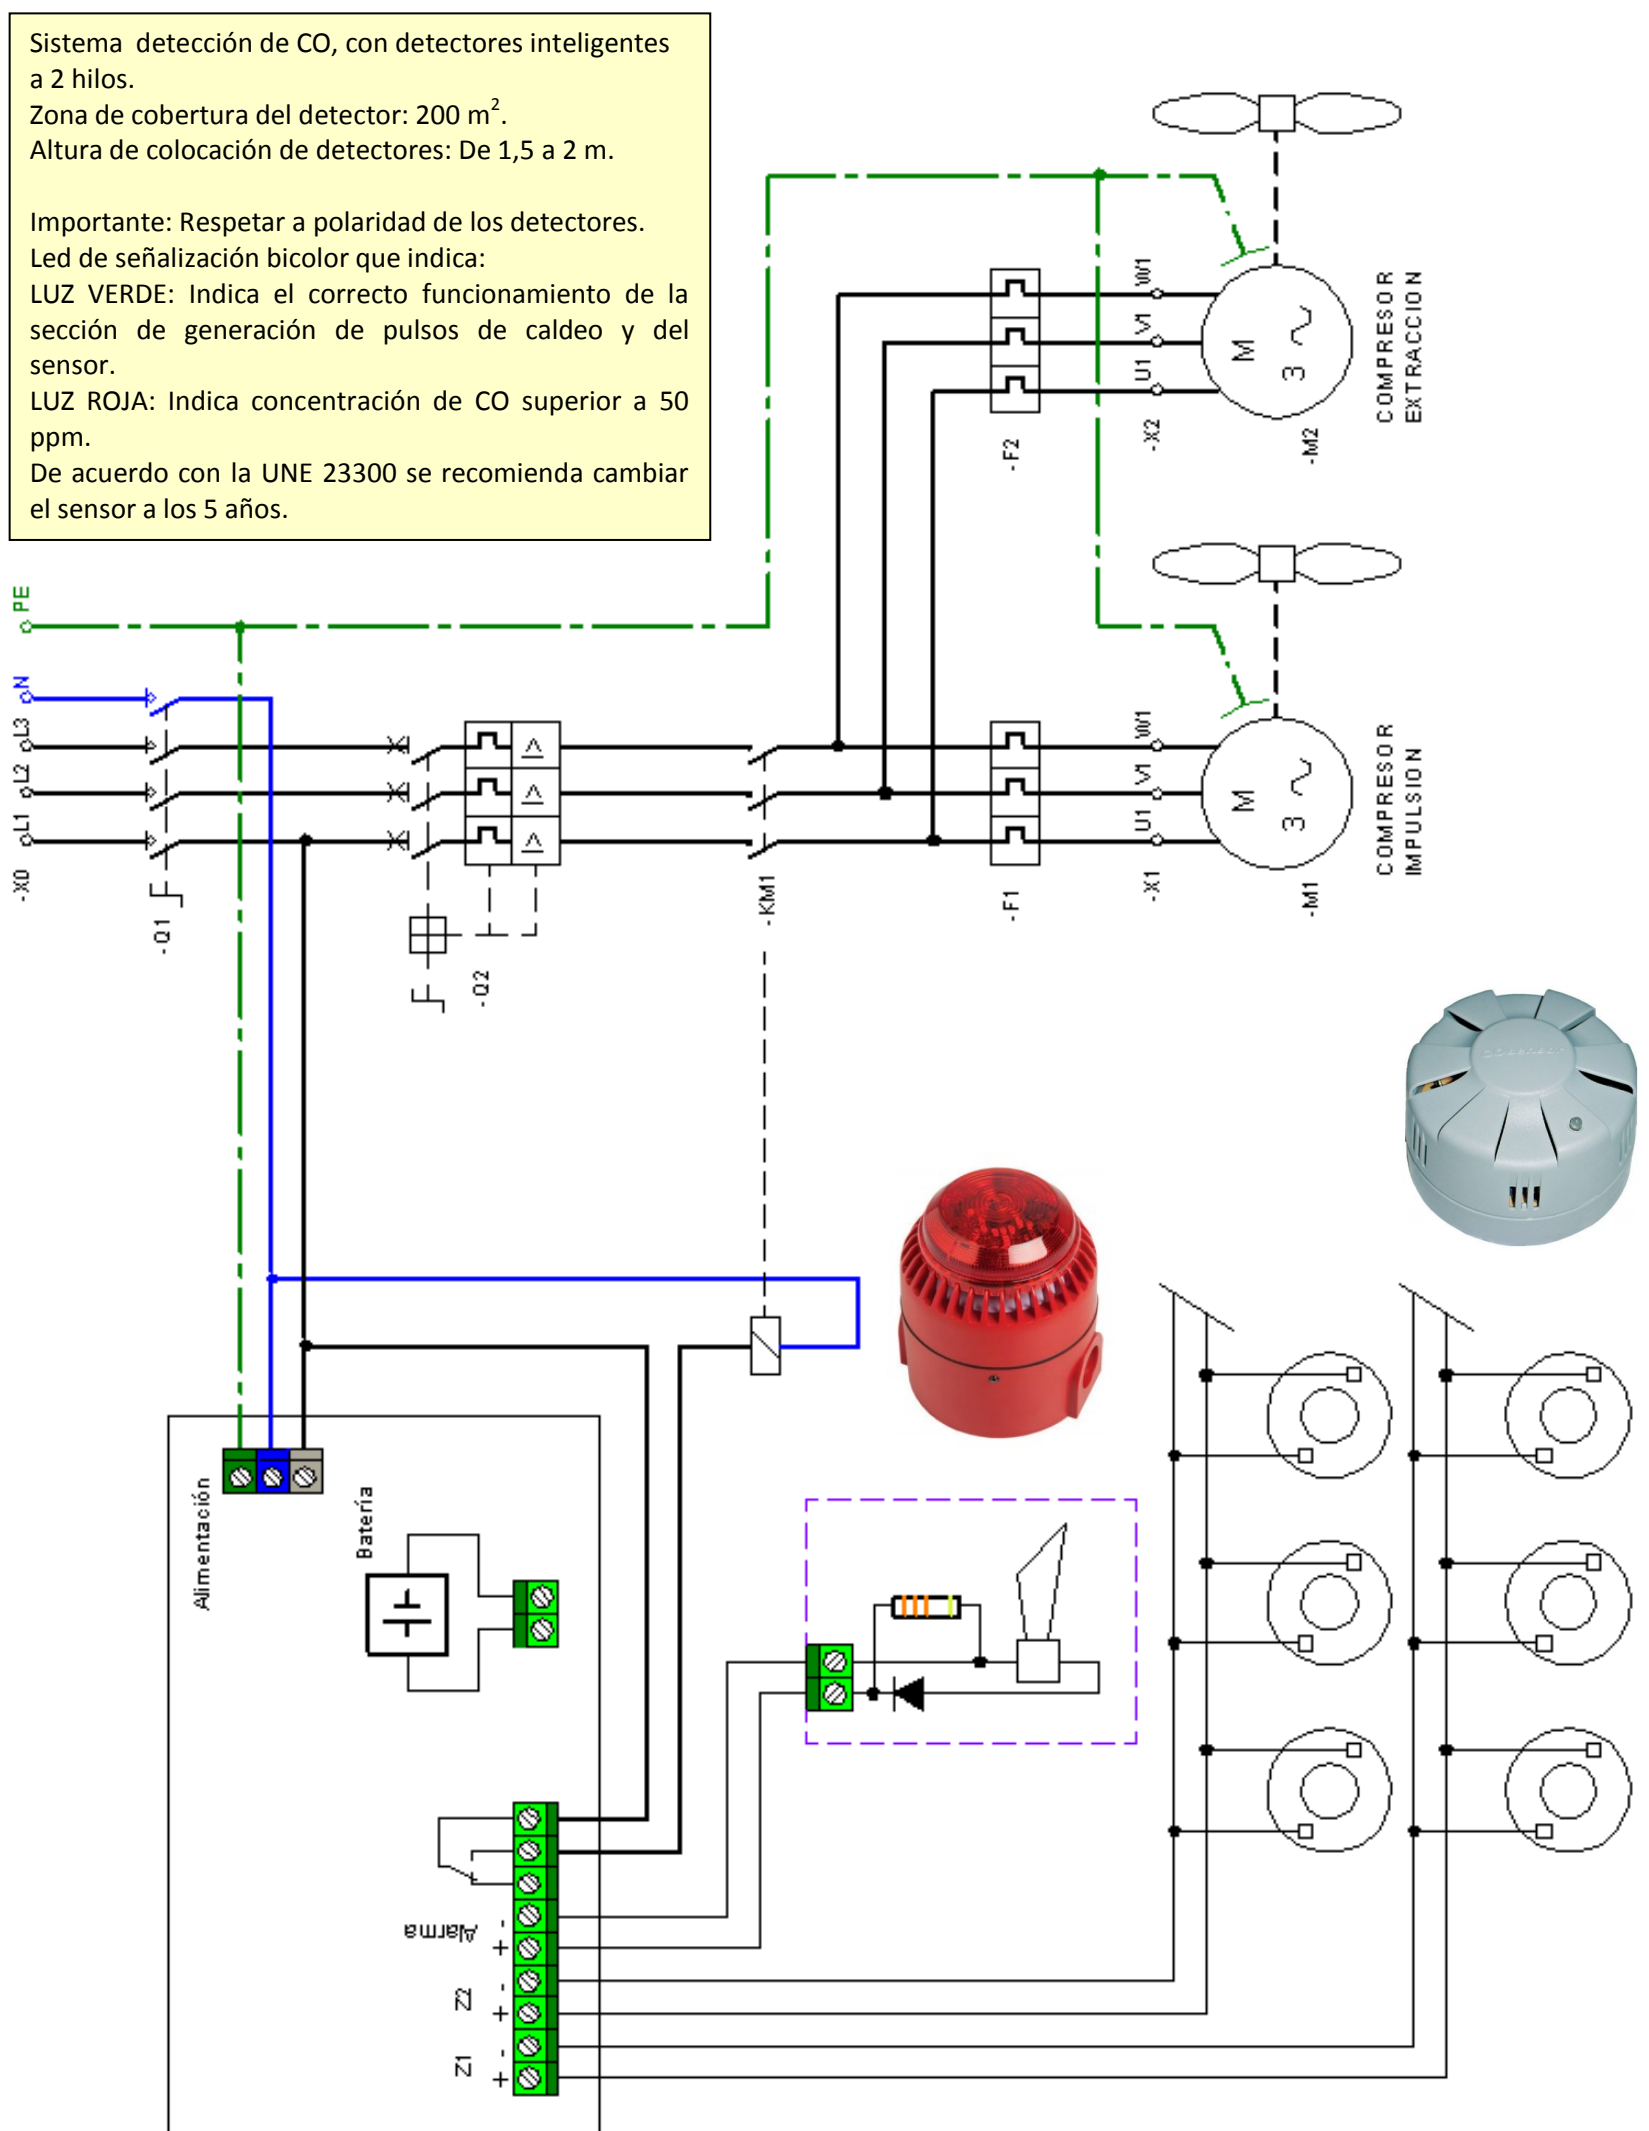 Sistema detección de CO, con detectores inteligentes
a 2 hilos.
Zona de cobertura del detector: 200 m².
Altura de colocación de detectores: De 1,5 a 2 m.
Importante: Respetar a polaridad de los detectores.
Led de señalización bicolor que indica:
LUZ VERDE: Indica el correcto funcionamiento de la
sección de generación de pulsos de caldeo y del
sensor.
LUZ ROJA: Indica concentración de CO superior a 50
ppm.
De acuerdo con la UNE 23300 se recomienda cambiar
el sensor a los 5 años.
PE
N
L3
L2
L1
-X0
-Q1
-Q2
-KM1
-F2
W1
V1
U1
-X2
M
3
-M2
COMPRESOR
EXTRACCION
-F1
W1
V1
U1
-X1
M
3
-M1
COMPRESOR
IMPULSION
Alimentación
Batería
Alarma
-
+
Z2
-
+
Z1
-
+